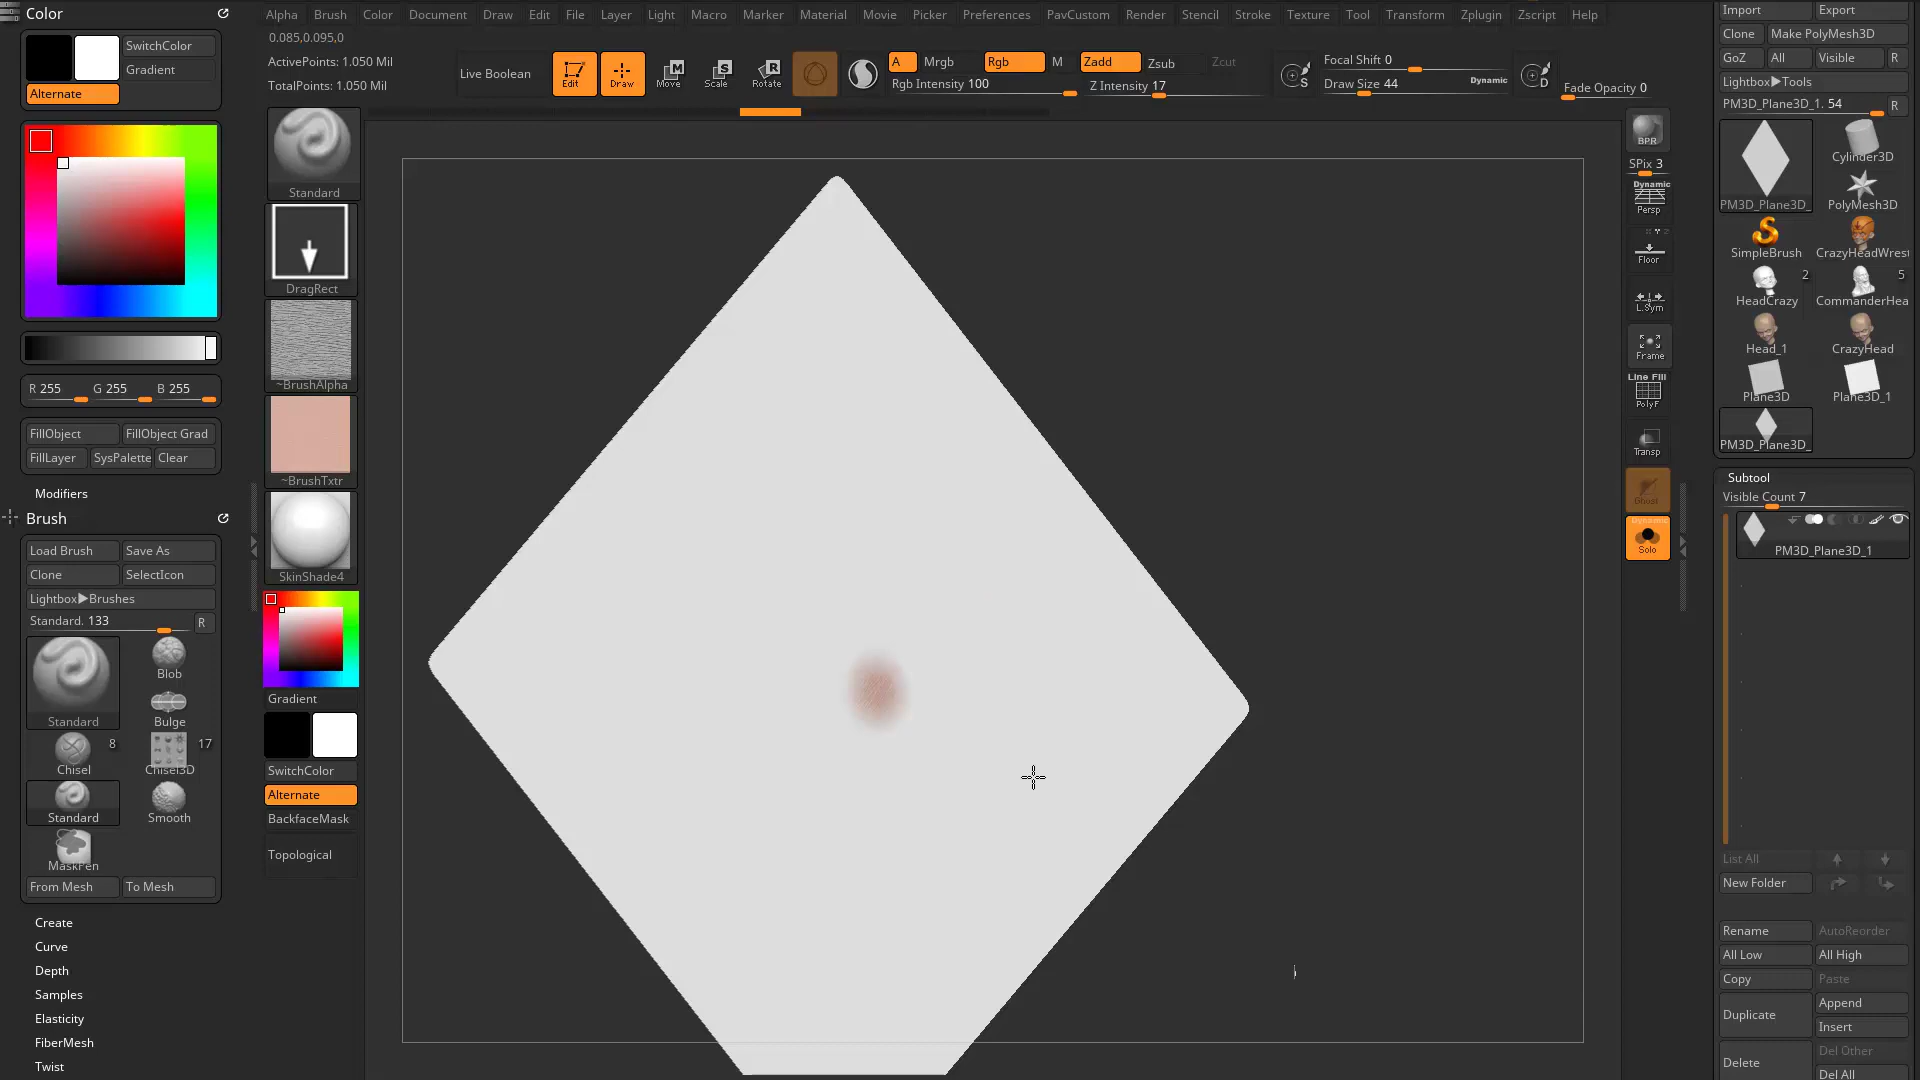 Color
SwitchColor
Gradient
Alternate
R 255 G 255 B 255
FillObject FillObject Grad
FillLayer SysPalette Clear
Modifiers
Brush
Load Brush Save As
Clone SelectIcon
Lightbox▶Brushes
Standard. 133 R
Standard
Blob
Bulge
8
Chisel
17
Chisel3D
Standard
Smooth
MaskPen
From Mesh To Mesh
Create
Curve
Depth
Samples
Elasticity
FiberMesh
Twist
Alpha Brush Color Document Draw Edit File Layer Light Macro Marker Material Movie Picker Preferences PavCustom Render Stencil Stroke Texture Tool Transform Zplugin Zscript Help
0.085,0.095,0
ActivePoints: 1.050 Mil
TotalPoints: 1.050 Mil
Live Boolean
Edit
Draw
Move
Scale
Rotate
A Mrgb Rgb M Zadd Zsub Zcut
Rgb Intensity 100 Z Intensity 17
S
Focal Shift 0
Draw Size 44 Dynamic
D
Fade Opacity 0
Standard
DragRect
~BrushAlpha
~BrushTxtr
SkinShade4
Gradient
SwitchColor
Alternate
BackfaceMask
Topological
BPR
SPix 3
Dynamic
Persp
Floor
L.Sym
Frame
Line Fill
PolyF
Transp
Ghost
Dynamic
Solo
Import Export
Clone Make PolyMesh3D
GoZ All Visible R
Lightbox▶Tools
PM3D_Plane3D_1. 54 R
PM3D_Plane3D_
Cylinder3D
PolyMesh3D
SimpleBrush
CrazyHeadWrest
2
HeadCrazy
5
CommanderHea
Head_1
CrazyHead
Plane3D
Plane3D_1
PM3D_Plane3D_
Subtool
Visible Count 7
PM3D_Plane3D_1
List All
New Folder
Rename AutoReorder
All Low All High
Copy Paste
Duplicate
Append
Insert
Delete
Del Other
Del All